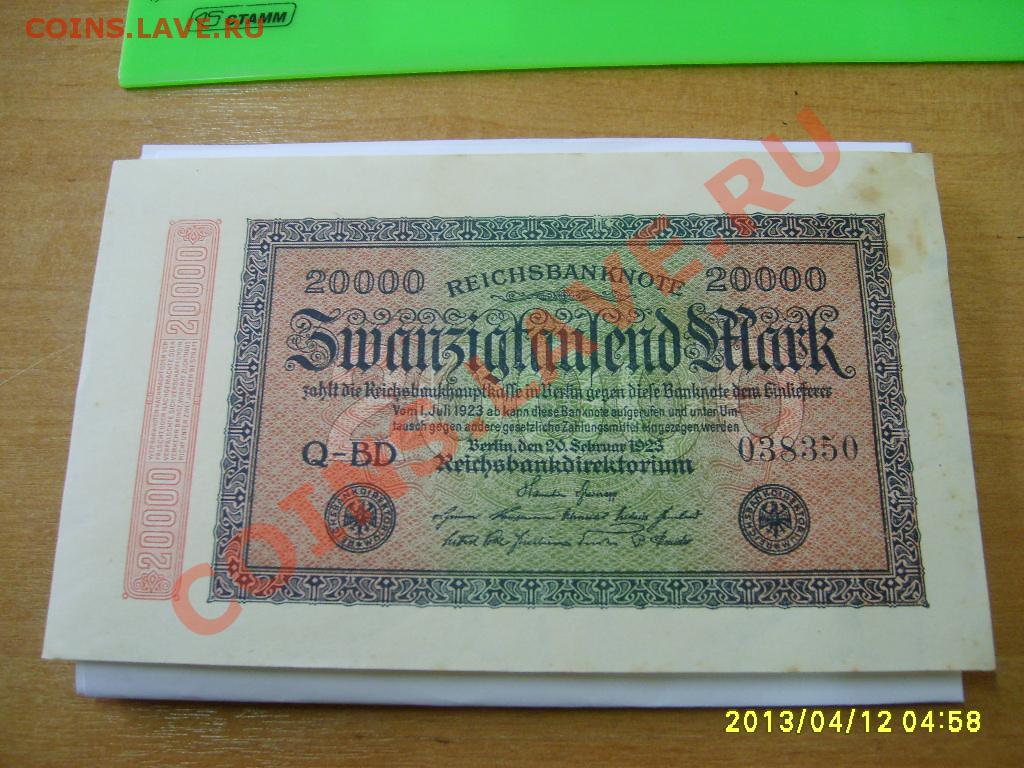 COINS.LAVE.RU
СТАММ
20000 REICHSBANKNOTE 20000
Zwanzigtausend Mark
zahlt die Reichsbankhauptkasse in Berlin gegen diese Banknote dem Einlieferer
Vom 1. Juli 1923 ab kann diese Banknote aufgerufen und unter Um-
tausch gegen andere gesetzliche Zahlungsmittel eingezogen werden
Berlin, den 20. Februar 1923
Q-BD 038350
Reichsbankdirektorium
20000 20000
COINS.LAVE.RU
2013/04/12 04:58